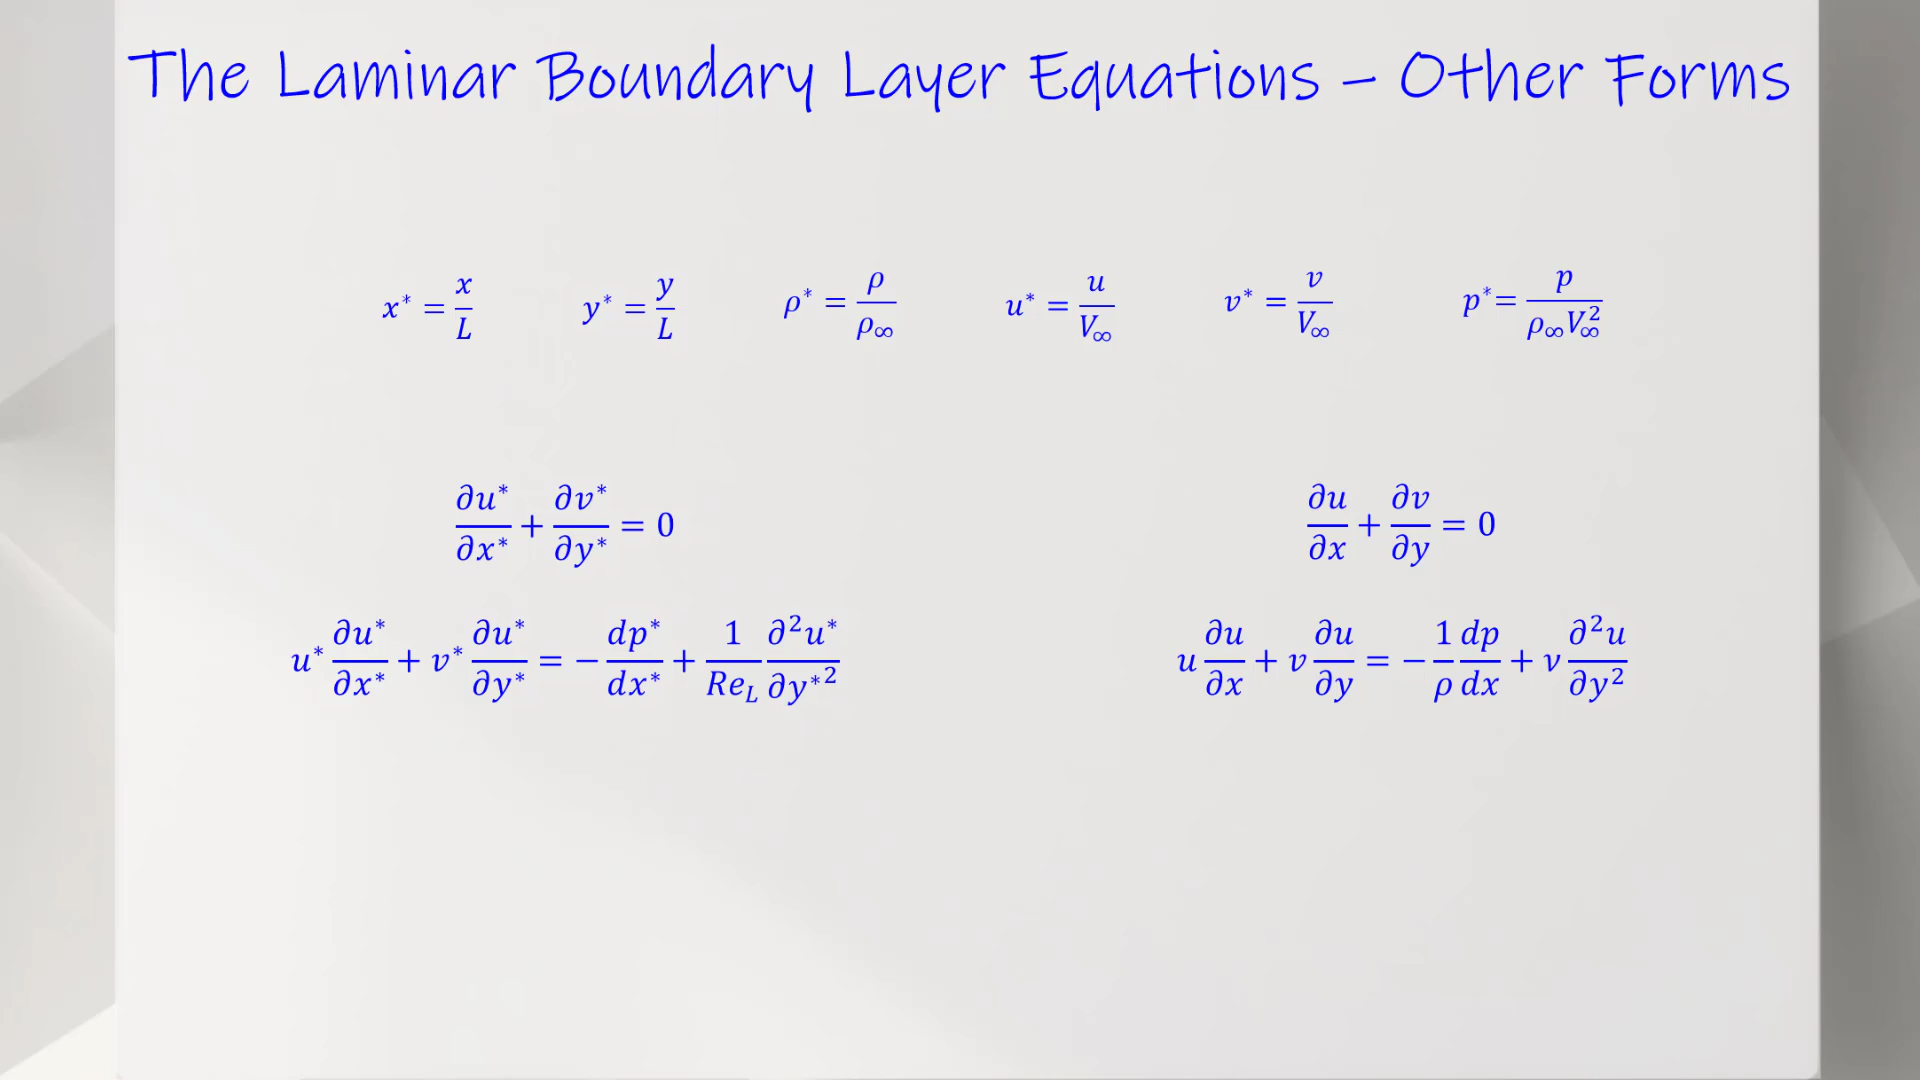 The Laminar Boundary Layer Equations – Other Forms
x* = x/L   y* = y/L   ρ* = ρ/ρ∞   u* = u/V∞   v* = v/V∞   p* = p/(ρ∞V∞²)
∂u*/∂x* + ∂v*/∂y* = 0   ∂u/∂x + ∂v/∂y = 0
u* ∂u*/∂x* + v* ∂u*/∂y* = − dp*/dx* + 1/Re_L ∂²u*/∂y*²   u ∂u/∂x + v ∂u/∂y = − 1/ρ dp/dx + ν ∂²u/∂y²